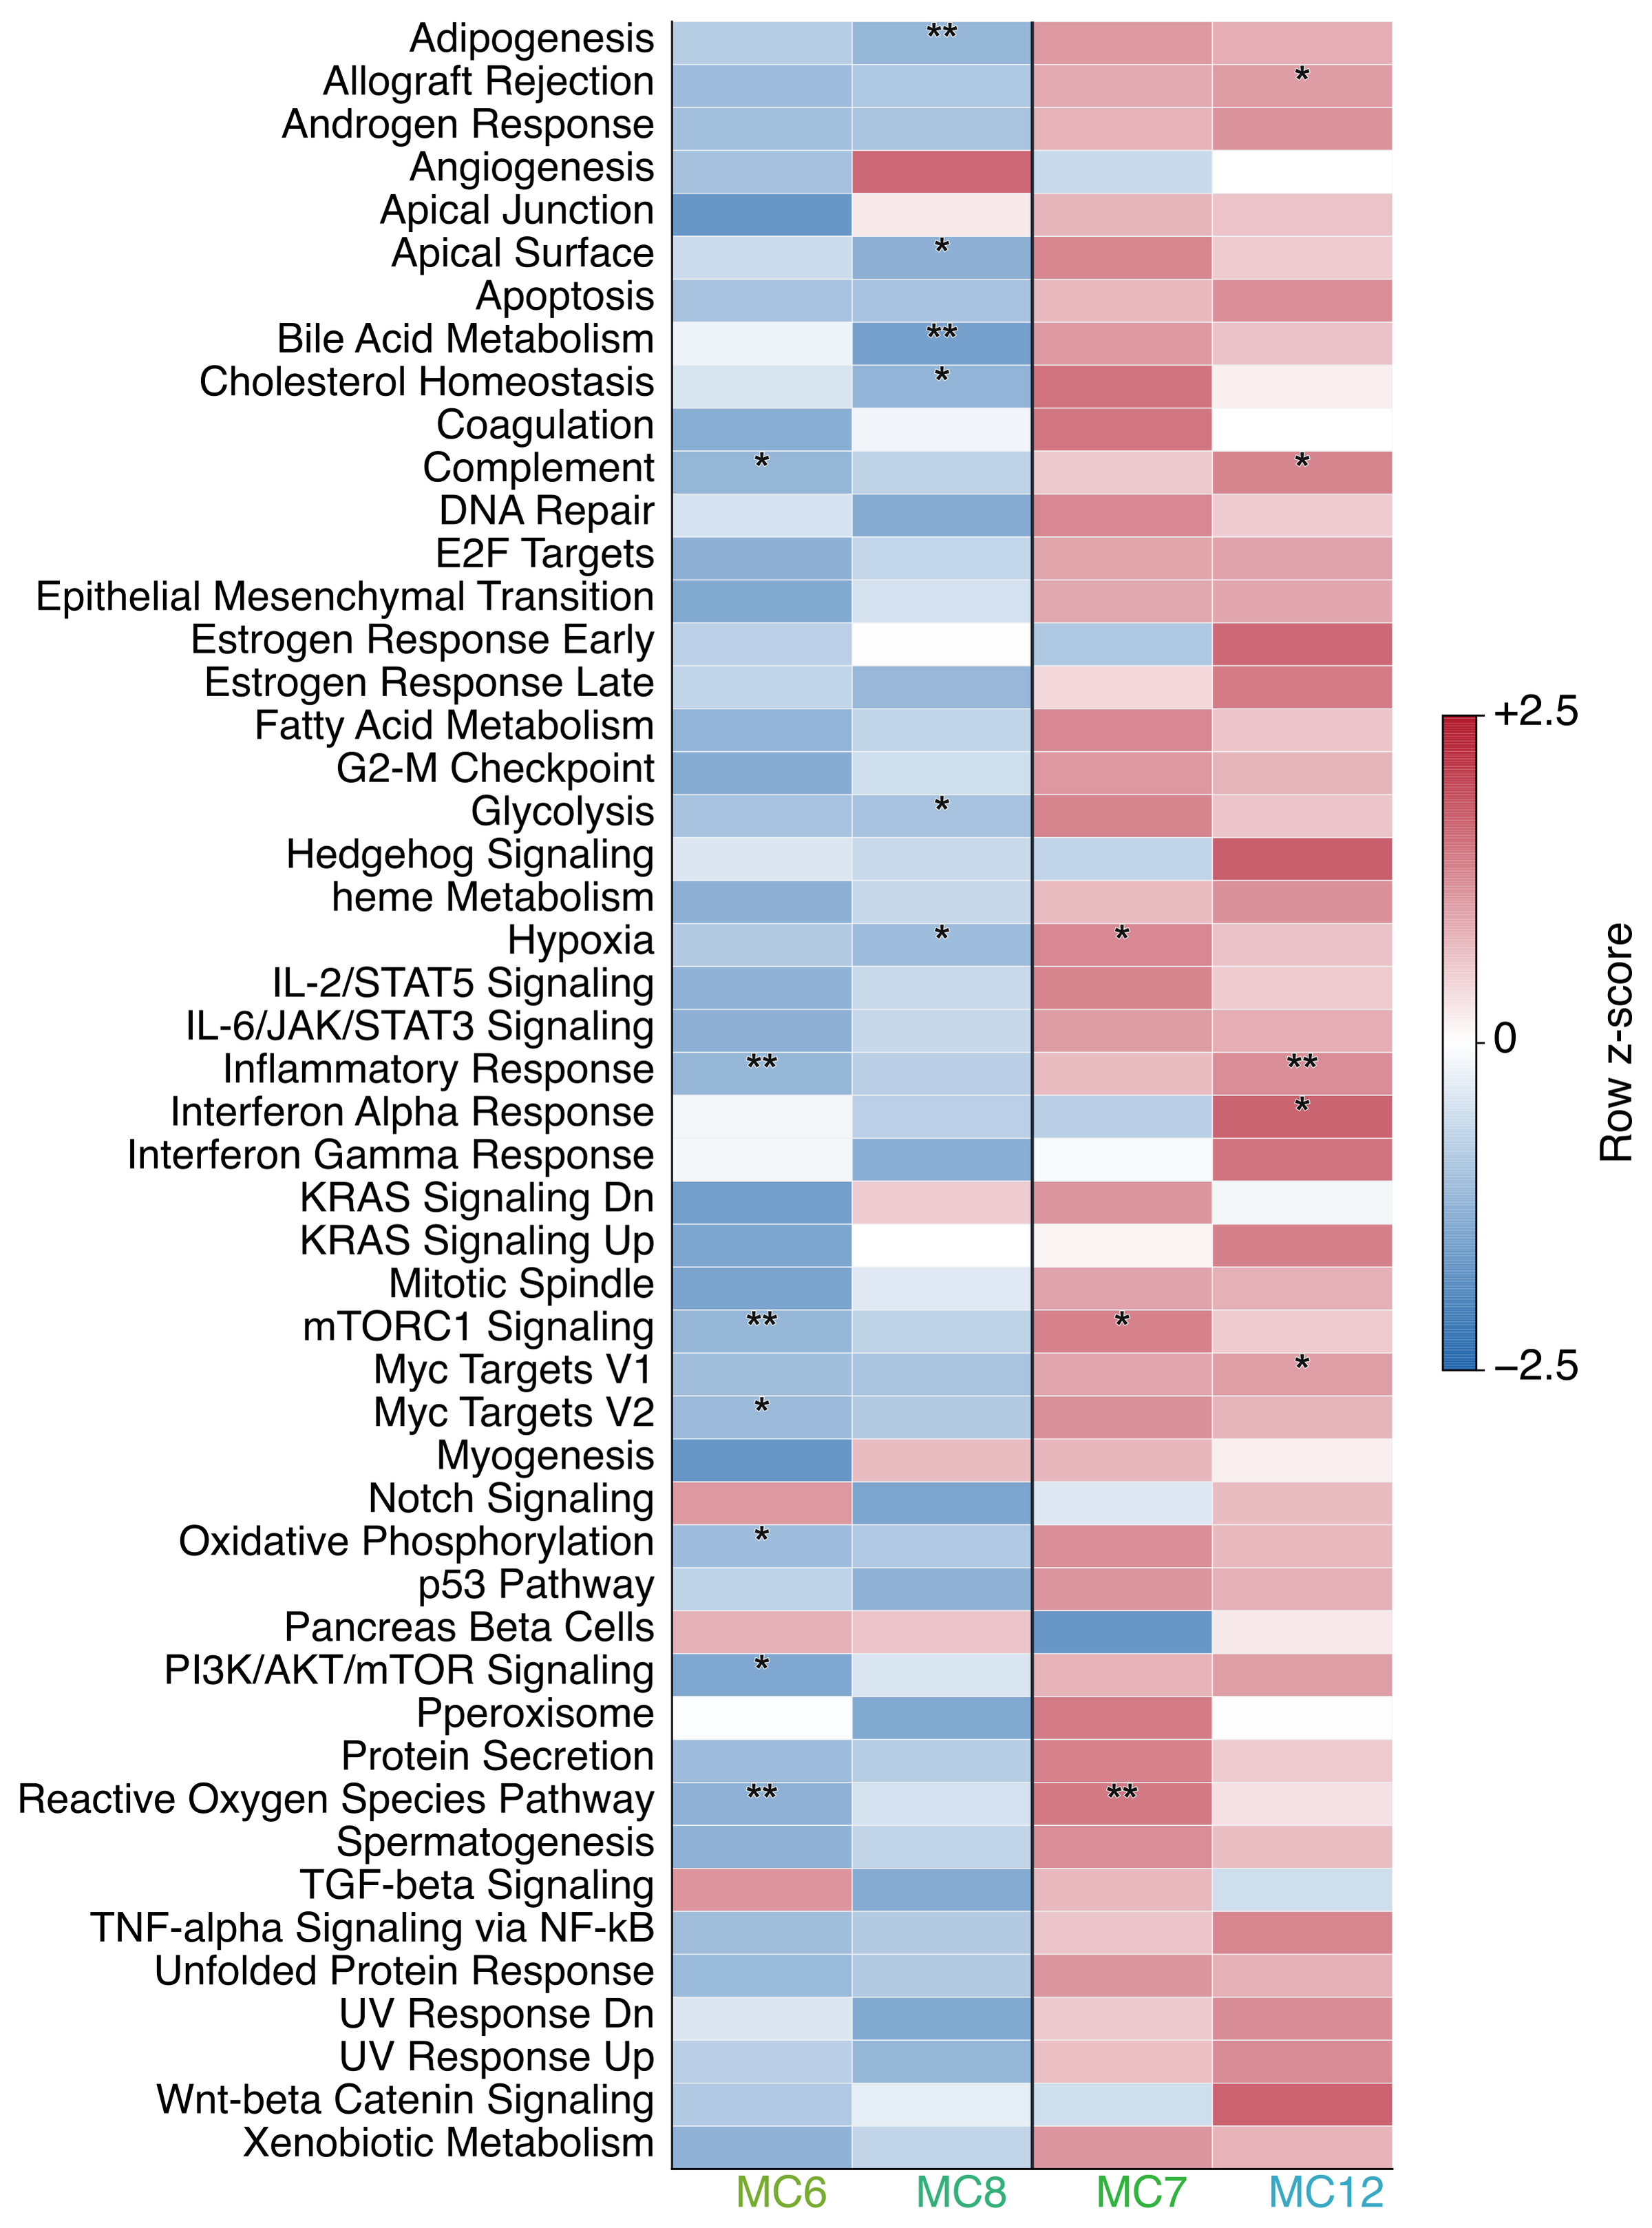 Adipogenesis **
Allograft Rejection *
Androgen Response
Angiogenesis
Apical Junction
Apical Surface *
Apoptosis
Bile Acid Metabolism **
Cholesterol Homeostasis *
Coagulation
Complement * *
DNA Repair
E2F Targets
Epithelial Mesenchymal Transition
Estrogen Response Early
Estrogen Response Late
Fatty Acid Metabolism
G2-M Checkpoint
Glycolysis *
Hedgehog Signaling
heme Metabolism
Hypoxia * *
IL-2/STAT5 Signaling
IL-6/JAK/STAT3 Signaling
Inflammatory Response ** **
Interferon Alpha Response *
Interferon Gamma Response
KRAS Signaling Dn
KRAS Signaling Up
Mitotic Spindle
mTORC1 Signaling ** *
Myc Targets V1 *
Myc Targets V2 *
Myogenesis
Notch Signaling
Oxidative Phosphorylation *
p53 Pathway
Pancreas Beta Cells
PI3K/AKT/mTOR Signaling *
Pperoxisome
Protein Secretion
Reactive Oxygen Species Pathway ** **
Spermatogenesis
TGF-beta Signaling
TNF-alpha Signaling via NF-kB
Unfolded Protein Response
UV Response Dn
UV Response Up
Wnt-beta Catenin Signaling
Xenobiotic Metabolism
MC6 MC8 MC7 MC12
+2.5
0
−2.5
Row z-score